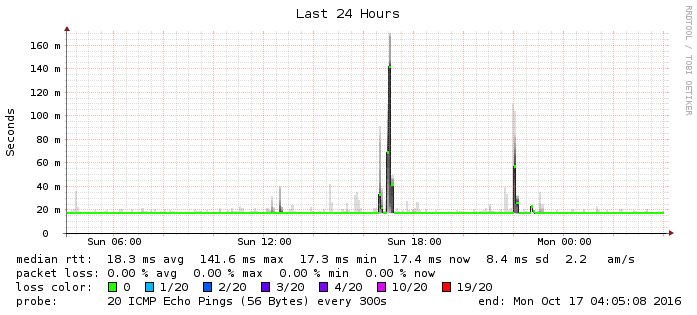 Last 24 Hours
RRDTOOL / TOBI OETIKER
Seconds
160 m
140 m
120 m
100 m
80 m
60 m
40 m
20 m
0
Sun 06:00 Sun 12:00 Sun 18:00 Mon 00:00
median rtt: 18.3 ms avg 141.6 ms max 17.3 ms min 17.4 ms now 8.4 ms sd 2.2 am/s
packet loss: 0.00 % avg 0.00 % max 0.00 % min 0.00 % now
loss color: 0 1/20 2/20 3/20 4/20 10/20 19/20
probe: 20 ICMP Echo Pings (56 Bytes) every 300s end: Mon Oct 17 04:05:08 2016